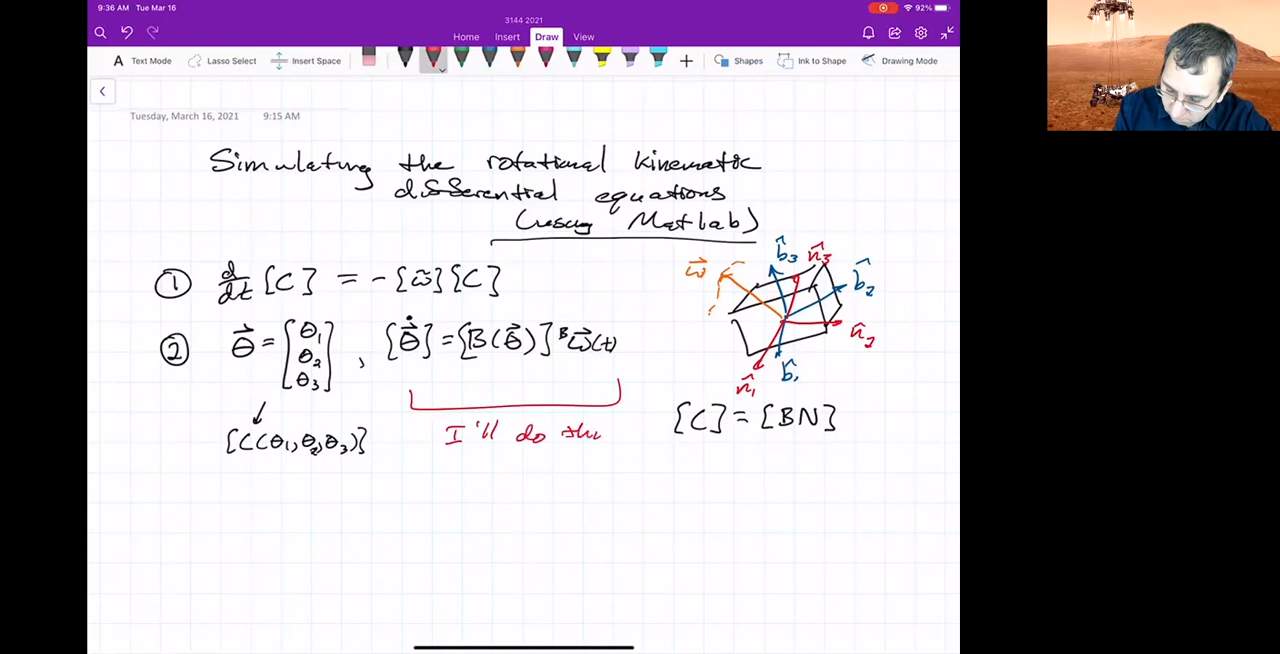 9:36 AM Tue Mar 16
92%
3144 2021
Home Insert Draw View
Text Mode Lasso Select Insert Space Shapes Ink to Shape Drawing Mode
Tuesday, March 16, 2021 9:15 AM
Simulating the rotational kinematic
differential equations
(using Matlab)
① d/dt [C] = -[ω̃][C]
② θ⃗ = [θ₁ θ₂ θ₃], [θ⃗̇] = [B(θ⃗)] ᴮω⃗(t)
[C(θ₁,θ₂,θ₃)]
I'll do the
ω⃗ b̂₃ n̂₃
b̂₂
n̂₂
n̂₁ b̂₁
[C] = [BN]